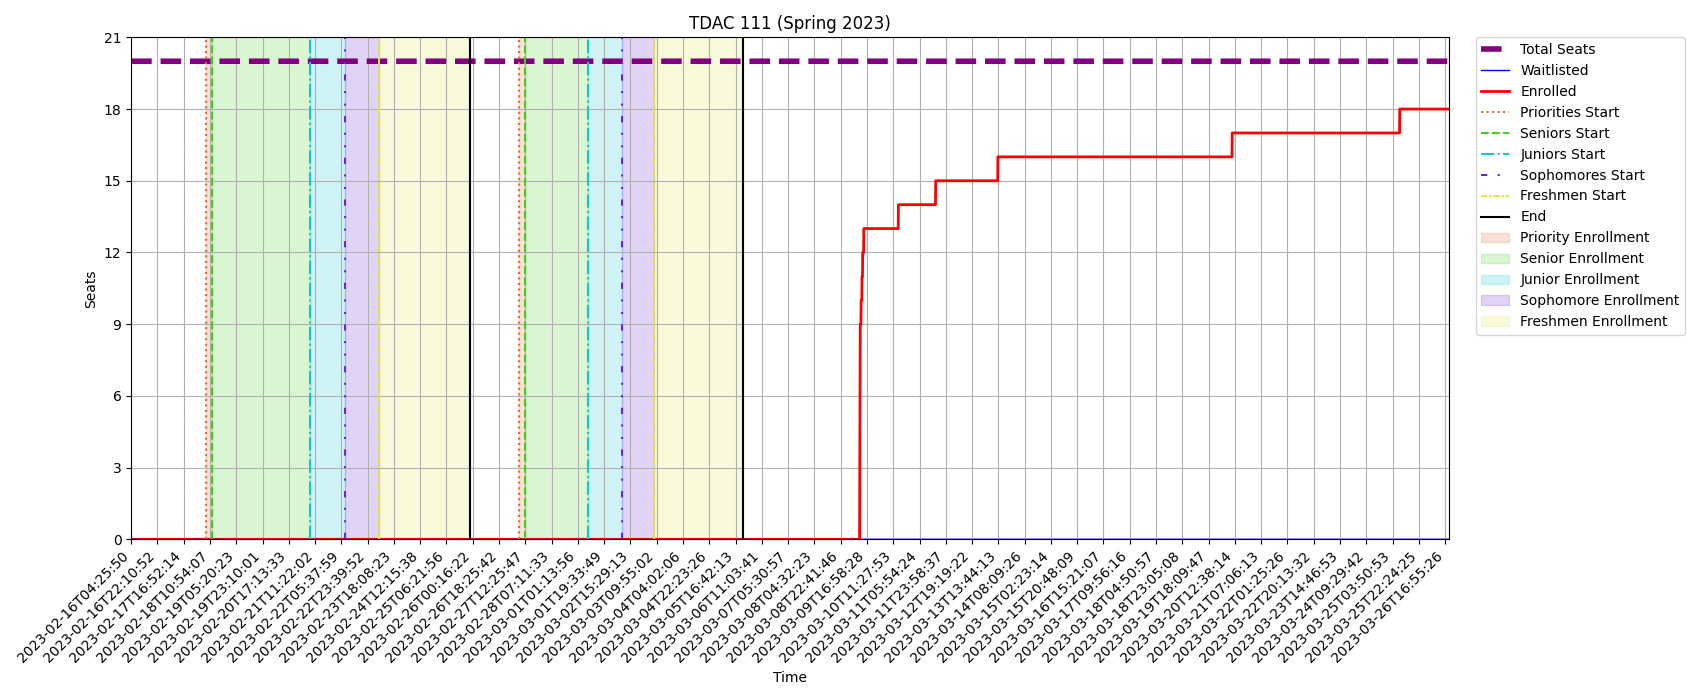 TDAC 111 (Spring 2023)
21
18
15
12
9
6
3
0
Seats
2023-02-16T04:25:50
2023-02-16T22:10:52
2023-02-17T16:52:14
2023-02-18T10:54:07
2023-02-19T05:20:23
2023-02-19T23:10:01
2023-02-20T17:13:33
2023-02-21T11:22:02
2023-02-22T05:37:59
2023-02-22T23:39:52
2023-02-23T18:08:23
2023-02-24T12:15:38
2023-02-25T06:21:56
2023-02-26T00:16:22
2023-02-26T18:25:42
2023-02-27T12:25:47
2023-02-28T07:11:33
2023-03-01T01:13:56
2023-03-01T19:33:49
2023-03-02T15:29:13
2023-03-03T09:55:02
2023-03-04T04:02:06
2023-03-04T22:23:26
2023-03-05T16:42:13
2023-03-06T11:03:41
2023-03-07T05:30:57
2023-03-08T04:32:23
2023-03-08T22:41:46
2023-03-09T16:58:28
2023-03-10T11:27:53
2023-03-11T05:54:24
2023-03-11T23:58:37
2023-03-12T19:19:22
2023-03-13T13:44:13
2023-03-14T08:09:26
2023-03-15T02:23:14
2023-03-15T20:48:09
2023-03-16T15:21:07
2023-03-17T09:56:16
2023-03-18T04:50:57
2023-03-18T23:05:08
2023-03-19T18:09:47
2023-03-20T12:38:14
2023-03-21T07:06:13
2023-03-22T01:25:26
2023-03-22T20:13:32
2023-03-23T14:46:53
2023-03-24T09:29:42
2023-03-25T03:50:53
2023-03-25T22:24:25
2023-03-26T16:55:26
Time
Total Seats
Waitlisted
Enrolled
Priorities Start
Seniors Start
Juniors Start
Sophomores Start
Freshmen Start
End
Priority Enrollment
Senior Enrollment
Junior Enrollment
Sophomore Enrollment
Freshmen Enrollment